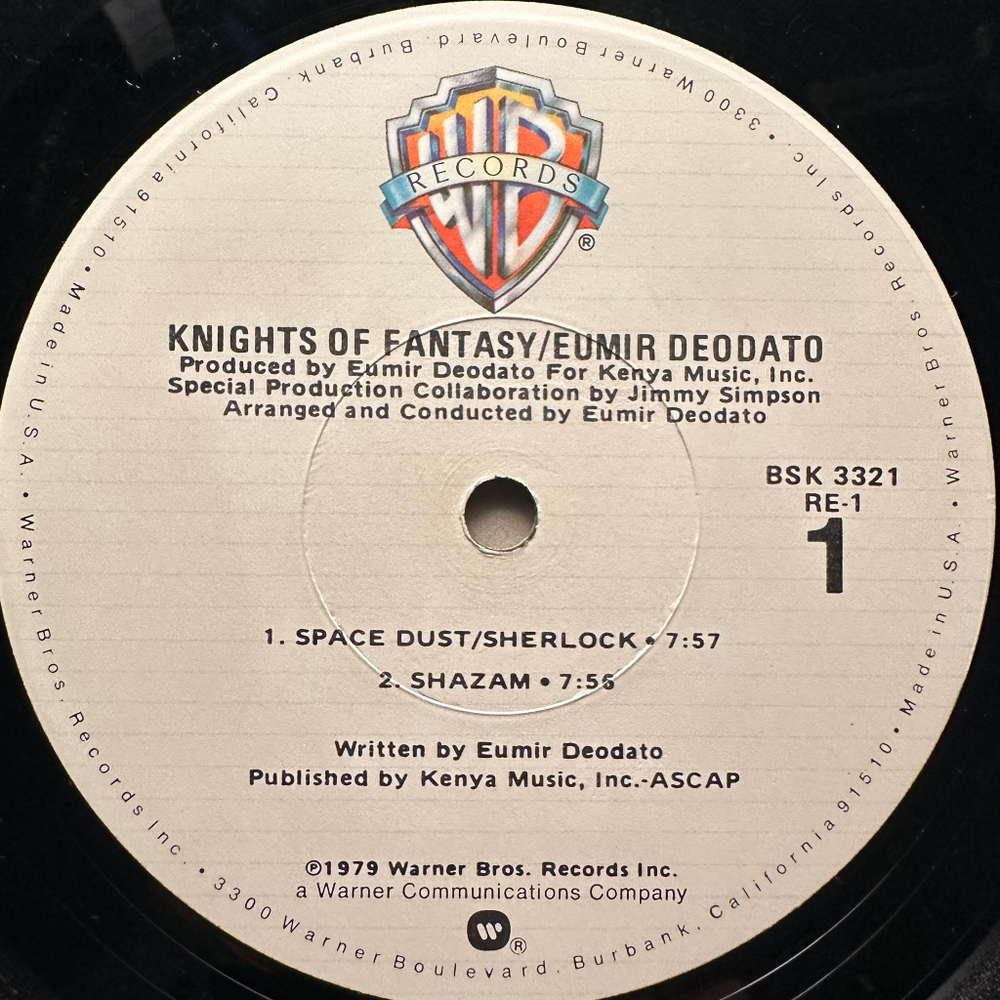 WB
RECORDS
®
KNIGHTS OF FANTASY/EUMIR DEODATO
Produced by Eumir Deodato For Kenya Music, Inc.
Special Production Collaboration by Jimmy Simpson
Arranged and Conducted by Eumir Deodato
BSK 3321
RE-1
1
1. SPACE DUST/SHERLOCK • 7:57
2. SHAZAM • 7:56
Written by Eumir Deodato
Published by Kenya Music, Inc.-ASCAP
℗1979 Warner Bros. Records Inc.
a Warner Communications Company
W®
Made in U.S.A. • Warner Bros. Records Inc. • 3300 Warner Boulevard. Burbank. California 91510 • Made in U.S.A. • Warner Bros. Records Inc. • 3300 Warner Boulevard. Burbank. California 91510 •